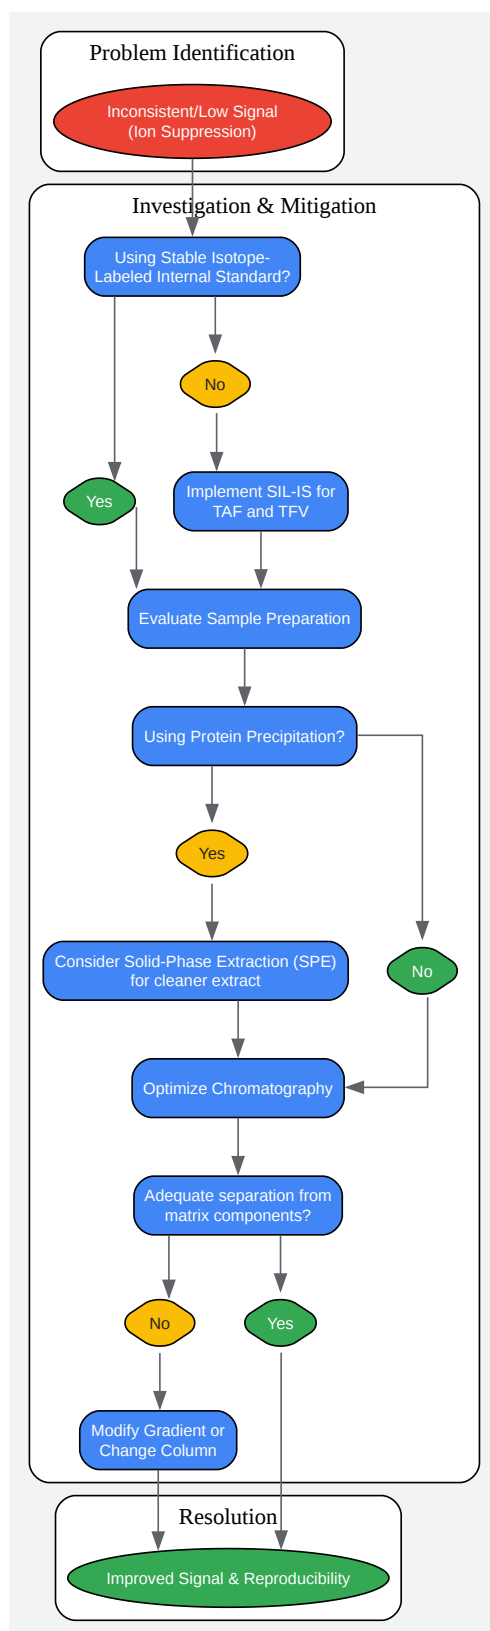 Problem Identification
Inconsistent/Low Signal
(Ion Suppression)
Investigation & Mitigation
Using Stable Isotope-
Labeled Internal Standard?
No
Yes
Implement SIL-IS for
TAF and TFV
Evaluate Sample Preparation
Using Protein Precipitation?
Yes
Consider Solid-Phase Extraction (SPE)
for cleaner extract
No
Optimize Chromatography
Adequate separation from
matrix components?
No
Yes
Modify Gradient or
Change Column
Resolution
Improved Signal & Reproducibility